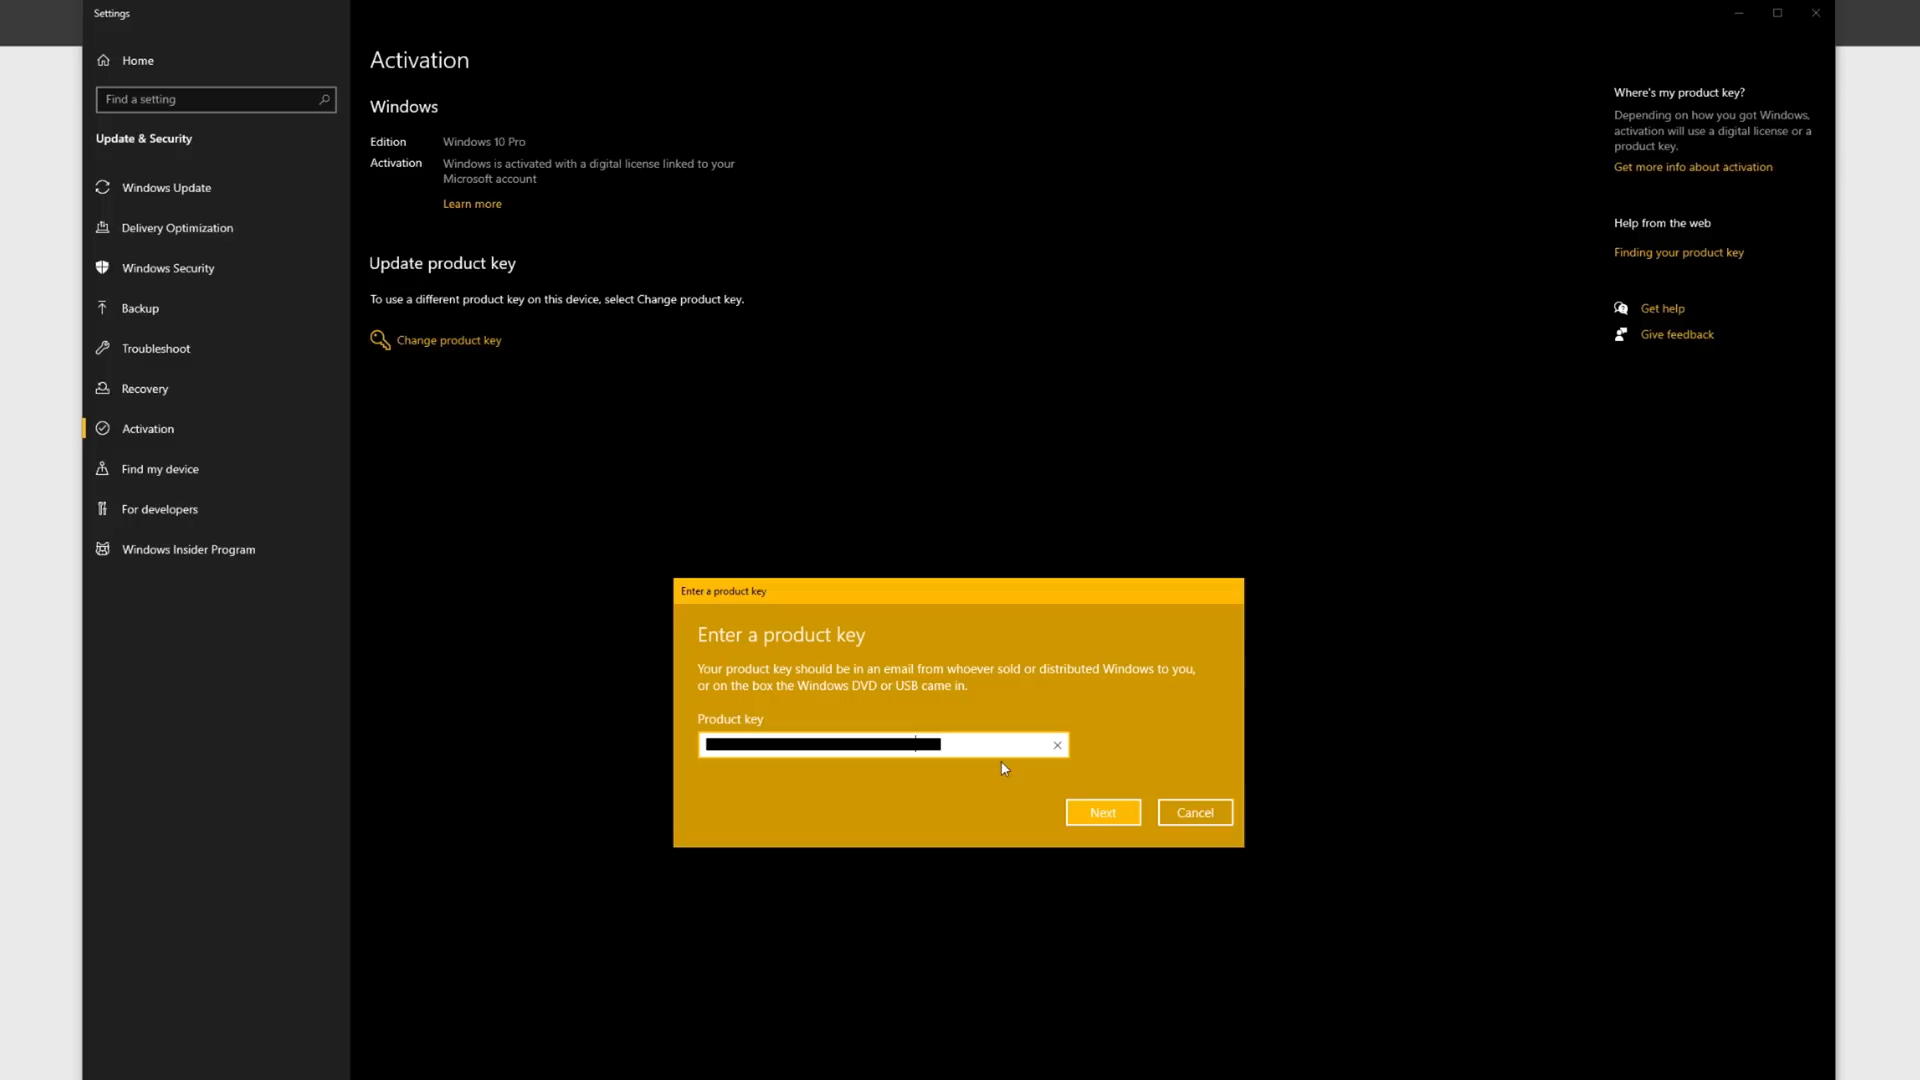 Settings
Home
Find a setting
Update & Security
Windows Update
Delivery Optimization
Windows Security
Backup
Troubleshoot
Recovery
Activation
Find my device
For developers
Windows Insider Program
Activation
Windows
Edition Windows 10 Pro
Activation Windows is activated with a digital license linked to your
Microsoft account
Learn more
Update product key
To use a different product key on this device, select Change product key.
Change product key
Where's my product key?
Depending on how you got Windows,
activation will use a digital license or a
product key.
Get more info about activation
Help from the web
Finding your product key
Get help
Give feedback
Enter a product key
Enter a product key
Your product key should be in an email from whoever sold or distributed Windows to you,
or on the box the Windows DVD or USB came in.
Product key
Next Cancel